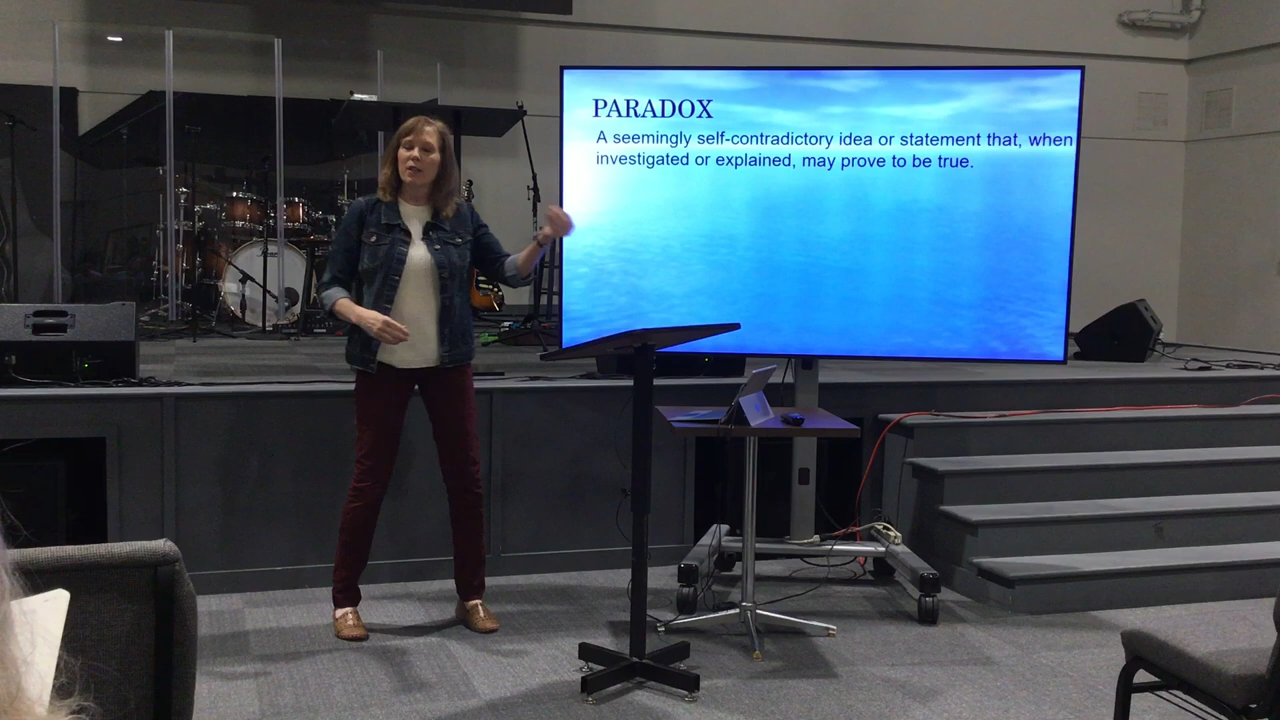 PARADOX
A seemingly self-contradictory idea or statement that, when
investigated or explained, may prove to be true.